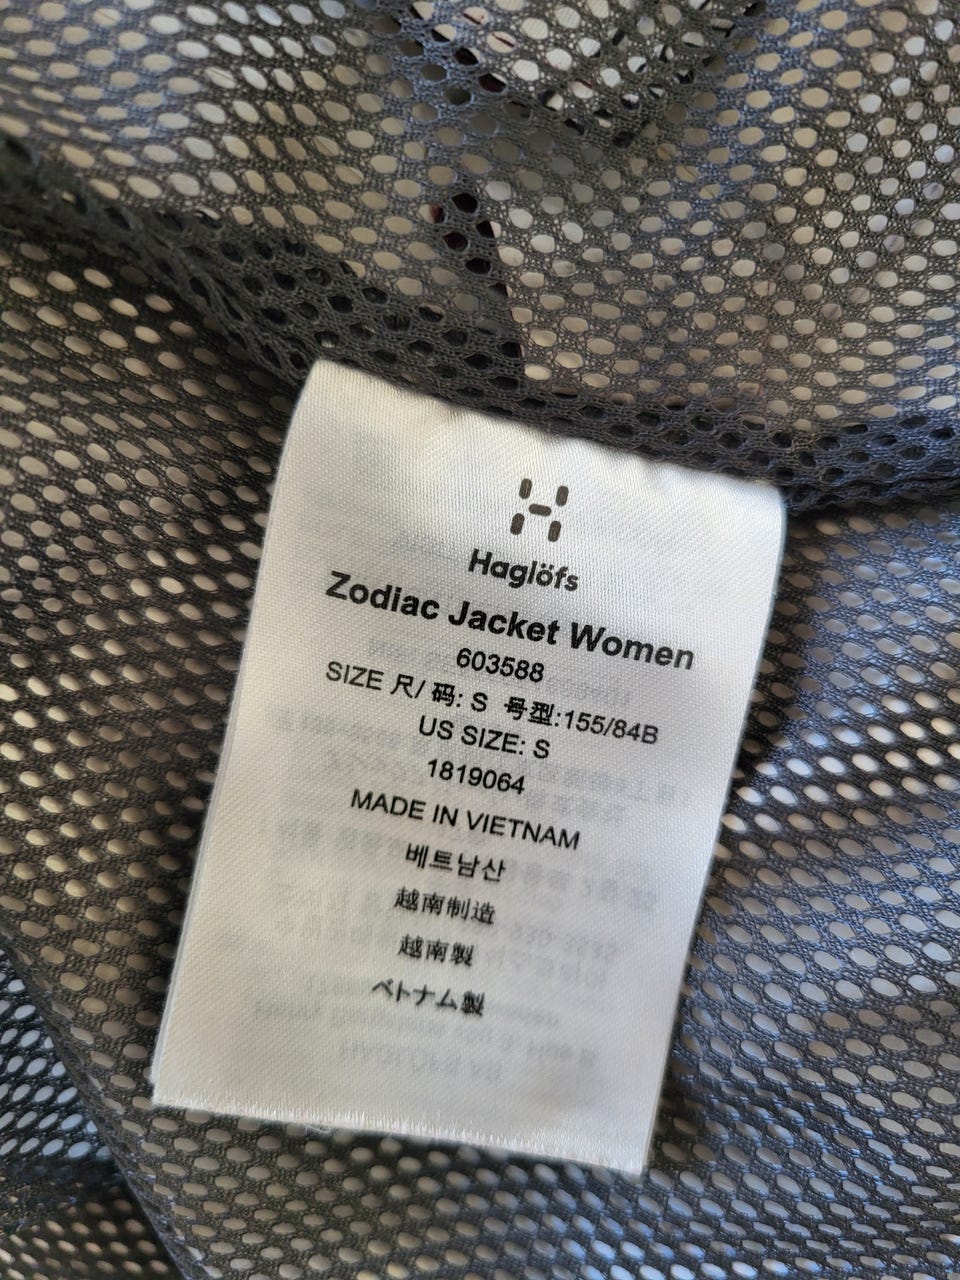 Haglöfs
Zodiac Jacket Women
603588
SIZE 尺/ 码: S 号型:155/84B
US SIZE: S
1819064
MADE IN VIETNAM
베트남산
越南制造
越南製
ベトナム製